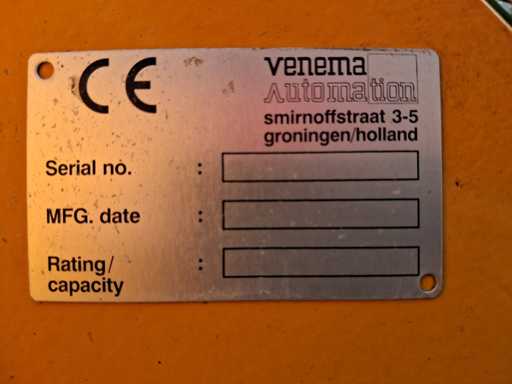 CE
venema
Automation
smirnoffstraat 3-5
groningen/holland
Serial no. :
MFG. date :
Rating/
capacity :